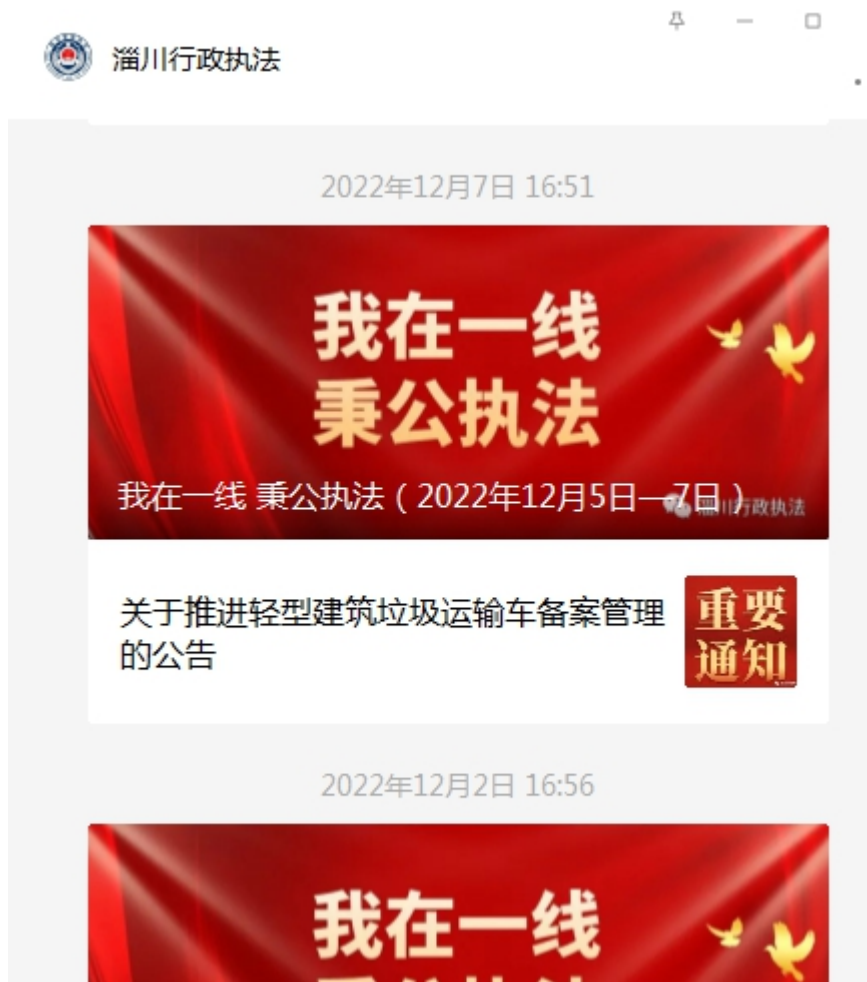 淄川行政执法
2022年12月7日 16:51
我在一线
秉公执法
我在一线 秉公执法（2022年12月5日—7日）
淄川行政执法
关于推进轻型建筑垃圾运输车备案管理
的公告
重要
通知
2022年12月2日 16:56
我在一线